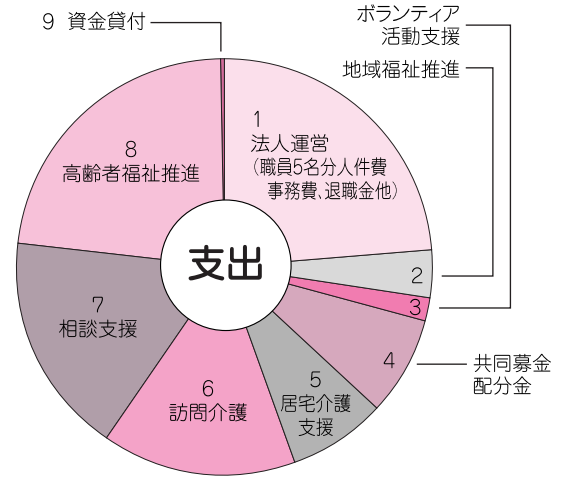 9 資金貸付
ボランティア
活動支援
地域福祉推進
1
法人運営
(職員5名分人件費
事務費、退職金他)
8
高齢者福祉推進
支出
2
3
7
相談支援
4
共同募金
配分金
6
訪問介護
5
居宅介護
支援